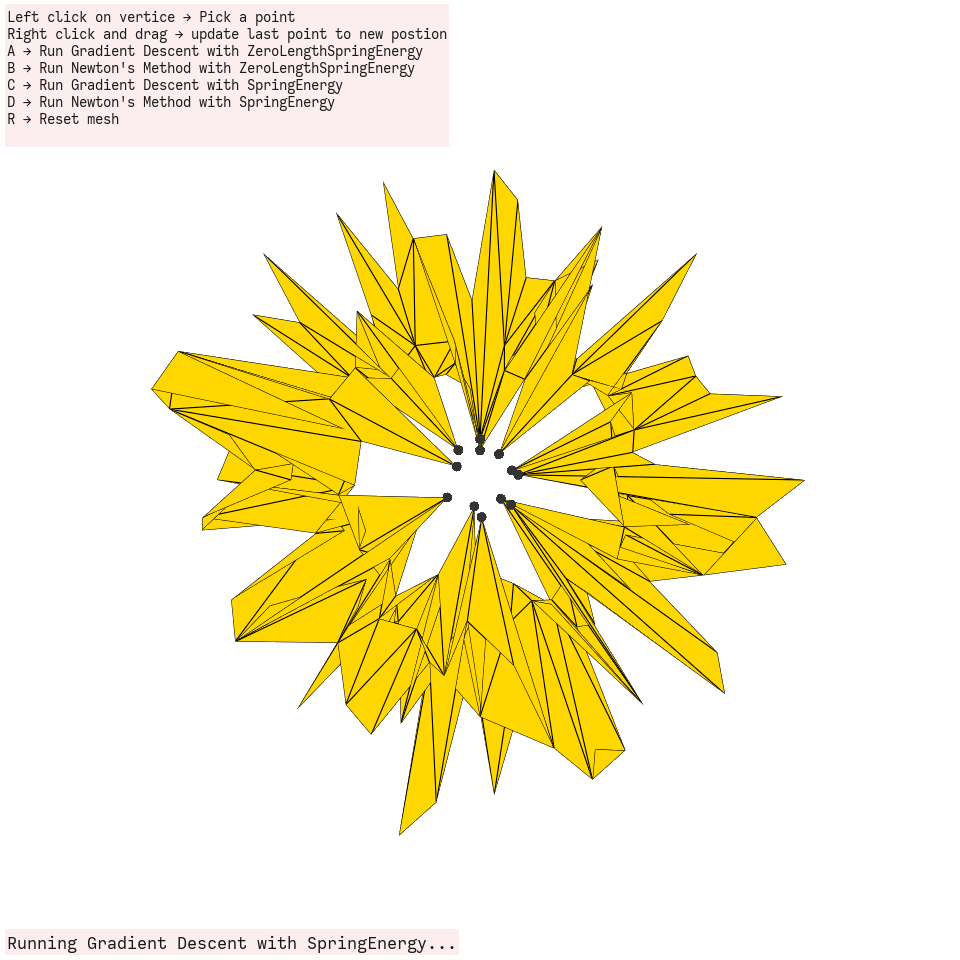 Left click on vertice → Pick a point
Right click and drag → update last point to new postion
A → Run Gradient Descent with ZeroLengthSpringEnergy
B → Run Newton's Method with ZeroLengthSpringEnergy
C → Run Gradient Descent with SpringEnergy
D → Run Newton's Method with SpringEnergy
R → Reset mesh
Running Gradient Descent with SpringEnergy...